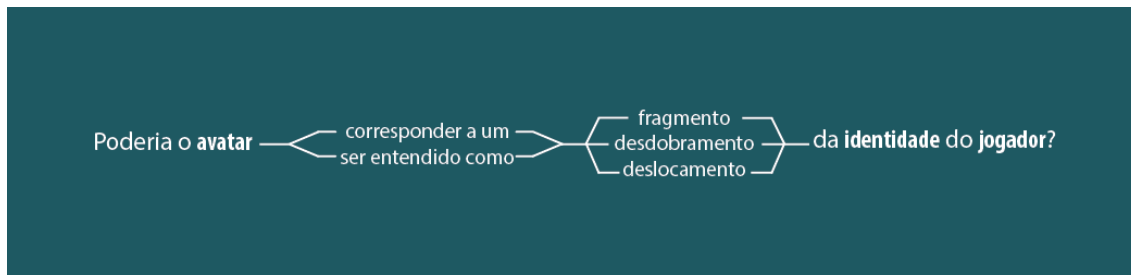 Poderia o avatar
corresponder a um
ser entendido como
fragmento
desdobramento
deslocamento
da identidade do jogador?